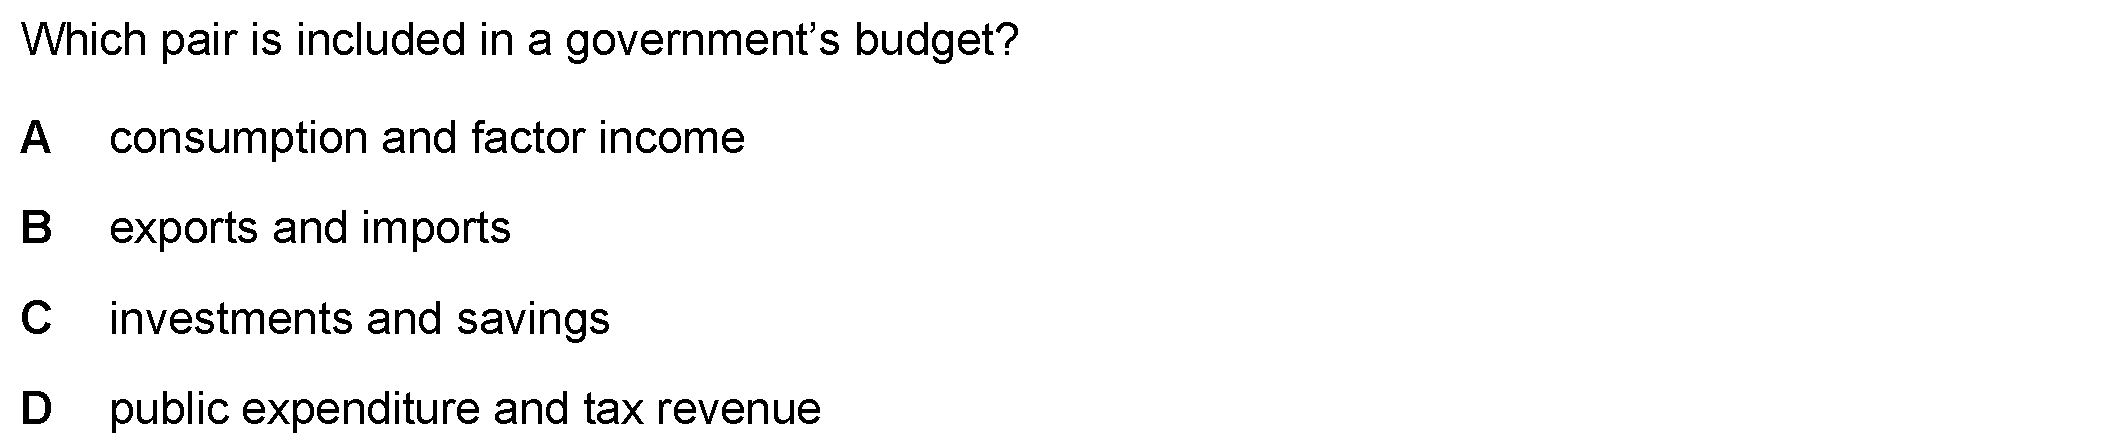 Which pair is included in a government’s budget?
A consumption and factor income
B exports and imports
C investments and savings
D public expenditure and tax revenue